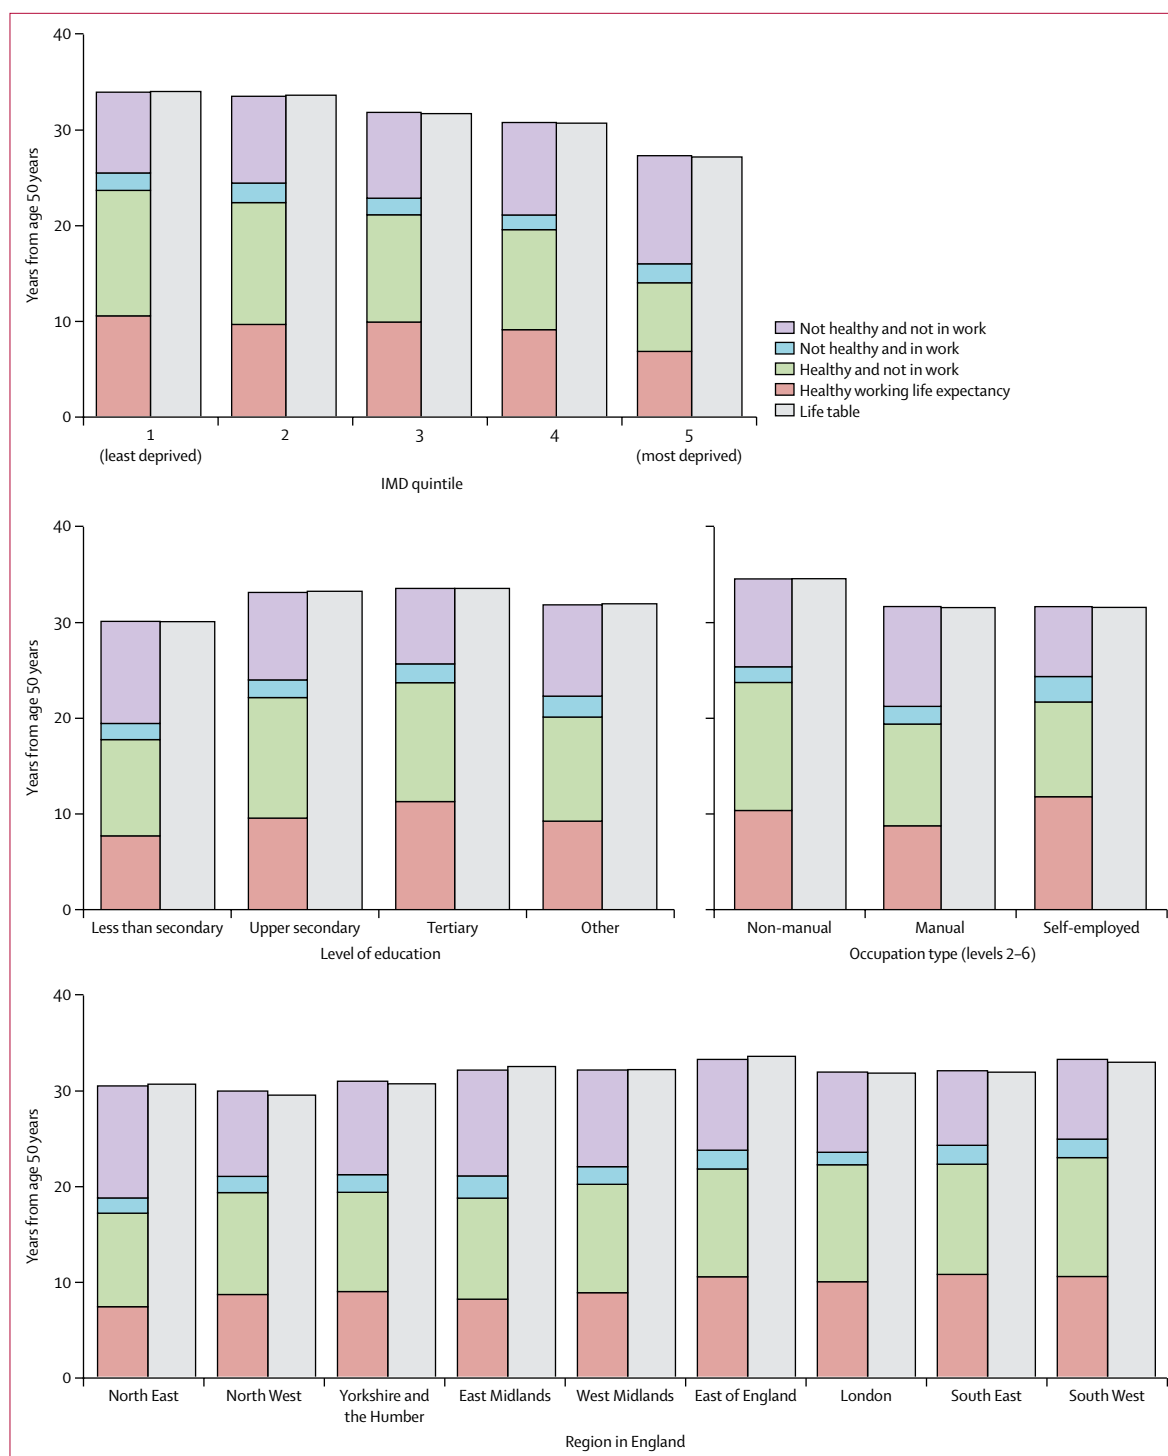 40
30
20
10
0
Years from age 50 years
1
(least deprived)
2
3
4
5
(most deprived)
IMD quintile
Not healthy and not in work
Not healthy and in work
Healthy and not in work
Healthy working life expectancy
Life table
40
30
20
10
0
Years from age 50 years
Less than secondary
Upper secondary
Tertiary
Other
Level of education
Non-manual
Manual
Self-employed
Occupation type (levels 2–6)
40
30
20
10
0
Years from age 50 years
North East
North West
Yorkshire and
the Humber
East Midlands
West Midlands
East of England
London
South East
South West
Region in England